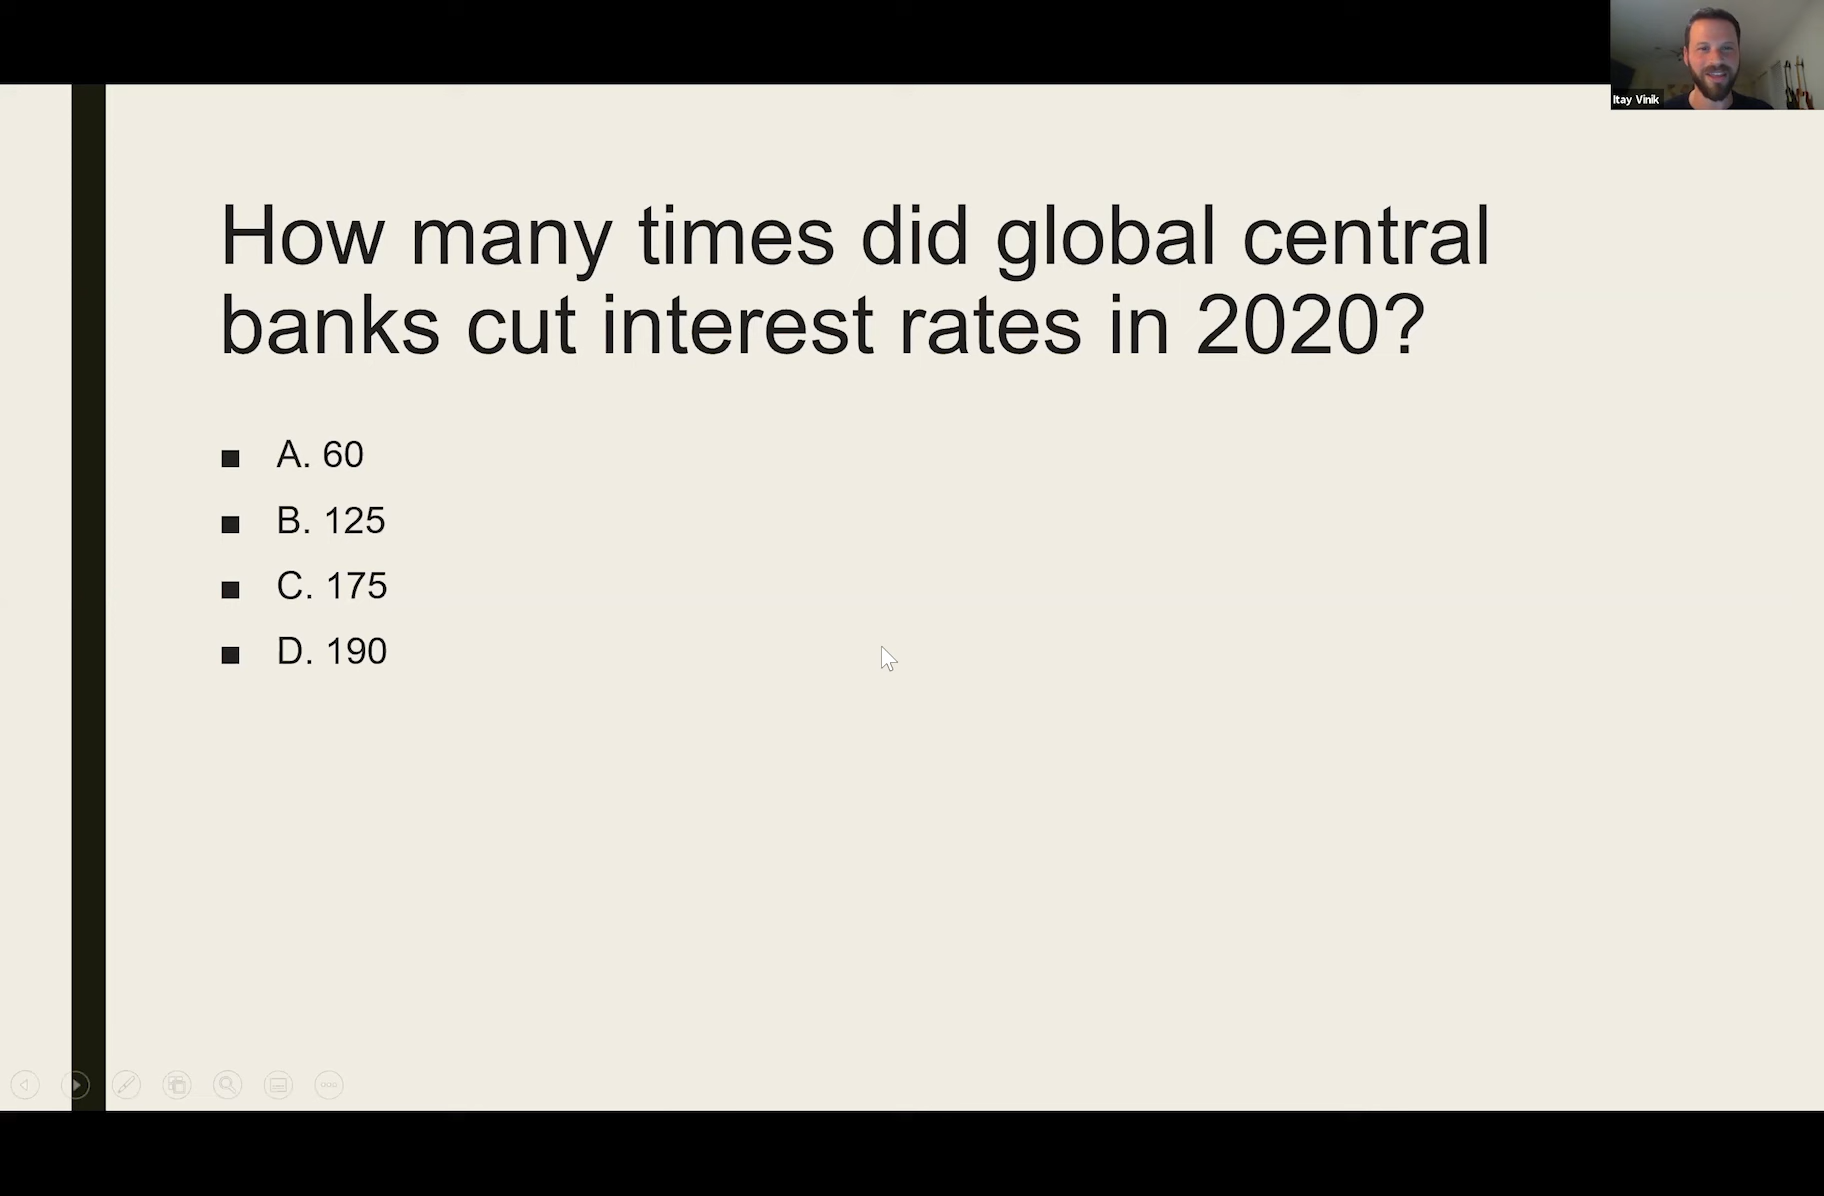 Itay Vinik
How many times did global central
banks cut interest rates in 2020?
■ A. 60
■ B. 125
■ C. 175
■ D. 190